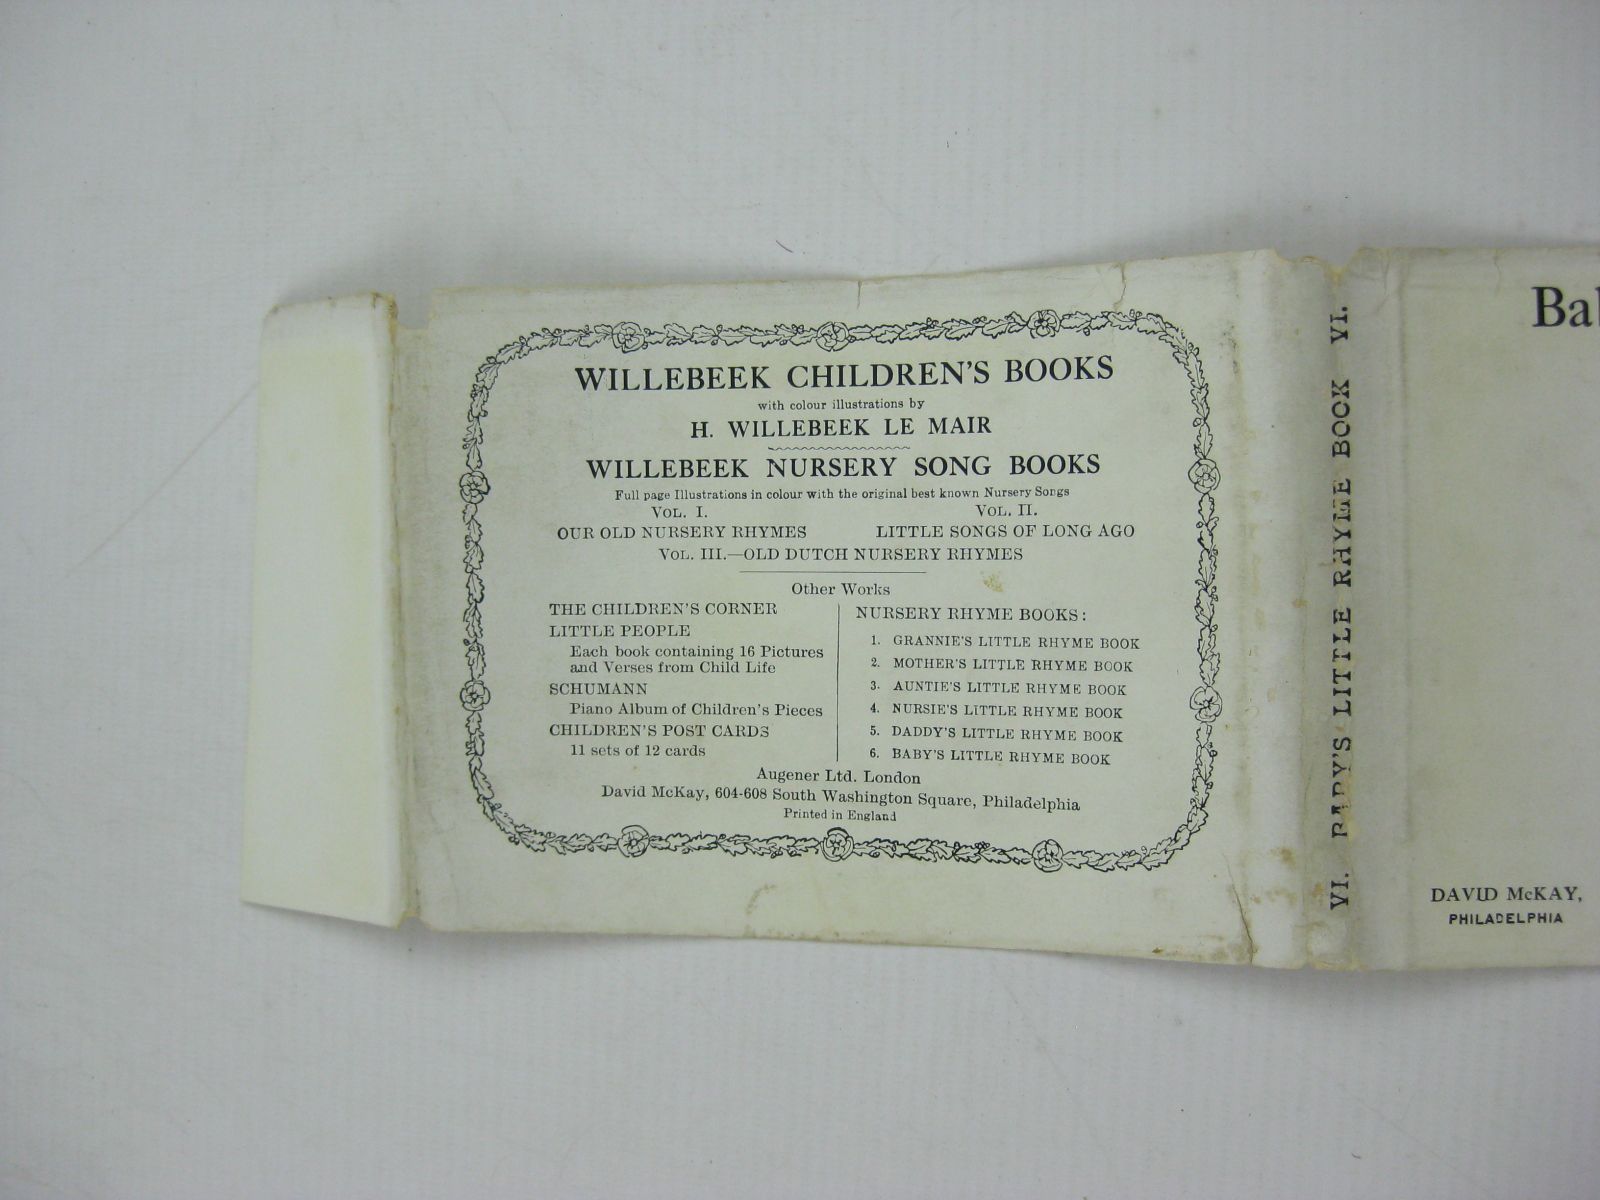 WILLEBEEK CHILDREN'S BOOKS
with colour illustrations by
H. WILLEBEEK LE MAIR
WILLEBEEK NURSERY SONG BOOKS
Full page Illustrations in colour with the original best known Nursery Songs
VOL. I. VOL. II.
OUR OLD NURSERY RHYMES LITTLE SONGS OF LONG AGO
VOL. III.—OLD DUTCH NURSERY RHYMES
Other Works
THE CHILDREN'S CORNER
LITTLE PEOPLE
Each book containing 16 Pictures
and Verses from Child Life
SCHUMANN
Piano Album of Children's Pieces
CHILDREN'S POST CARDS
11 sets of 12 cards
NURSERY RHYME BOOKS:
1. GRANNIE'S LITTLE RHYME BOOK
2. MOTHER'S LITTLE RHYME BOOK
3. AUNTIE'S LITTLE RHYME BOOK
4. NURSIE'S LITTLE RHYME BOOK
5. DADDY'S LITTLE RHYME BOOK
6. BABY'S LITTLE RHYME BOOK
Augener Ltd. London
David McKay, 604-608 South Washington Square, Philadelphia
Printed in England
VI. BABY'S LITTLE RHYME BOOK VI.
Bab
DAVID McKAY,
PHILADELPHIA